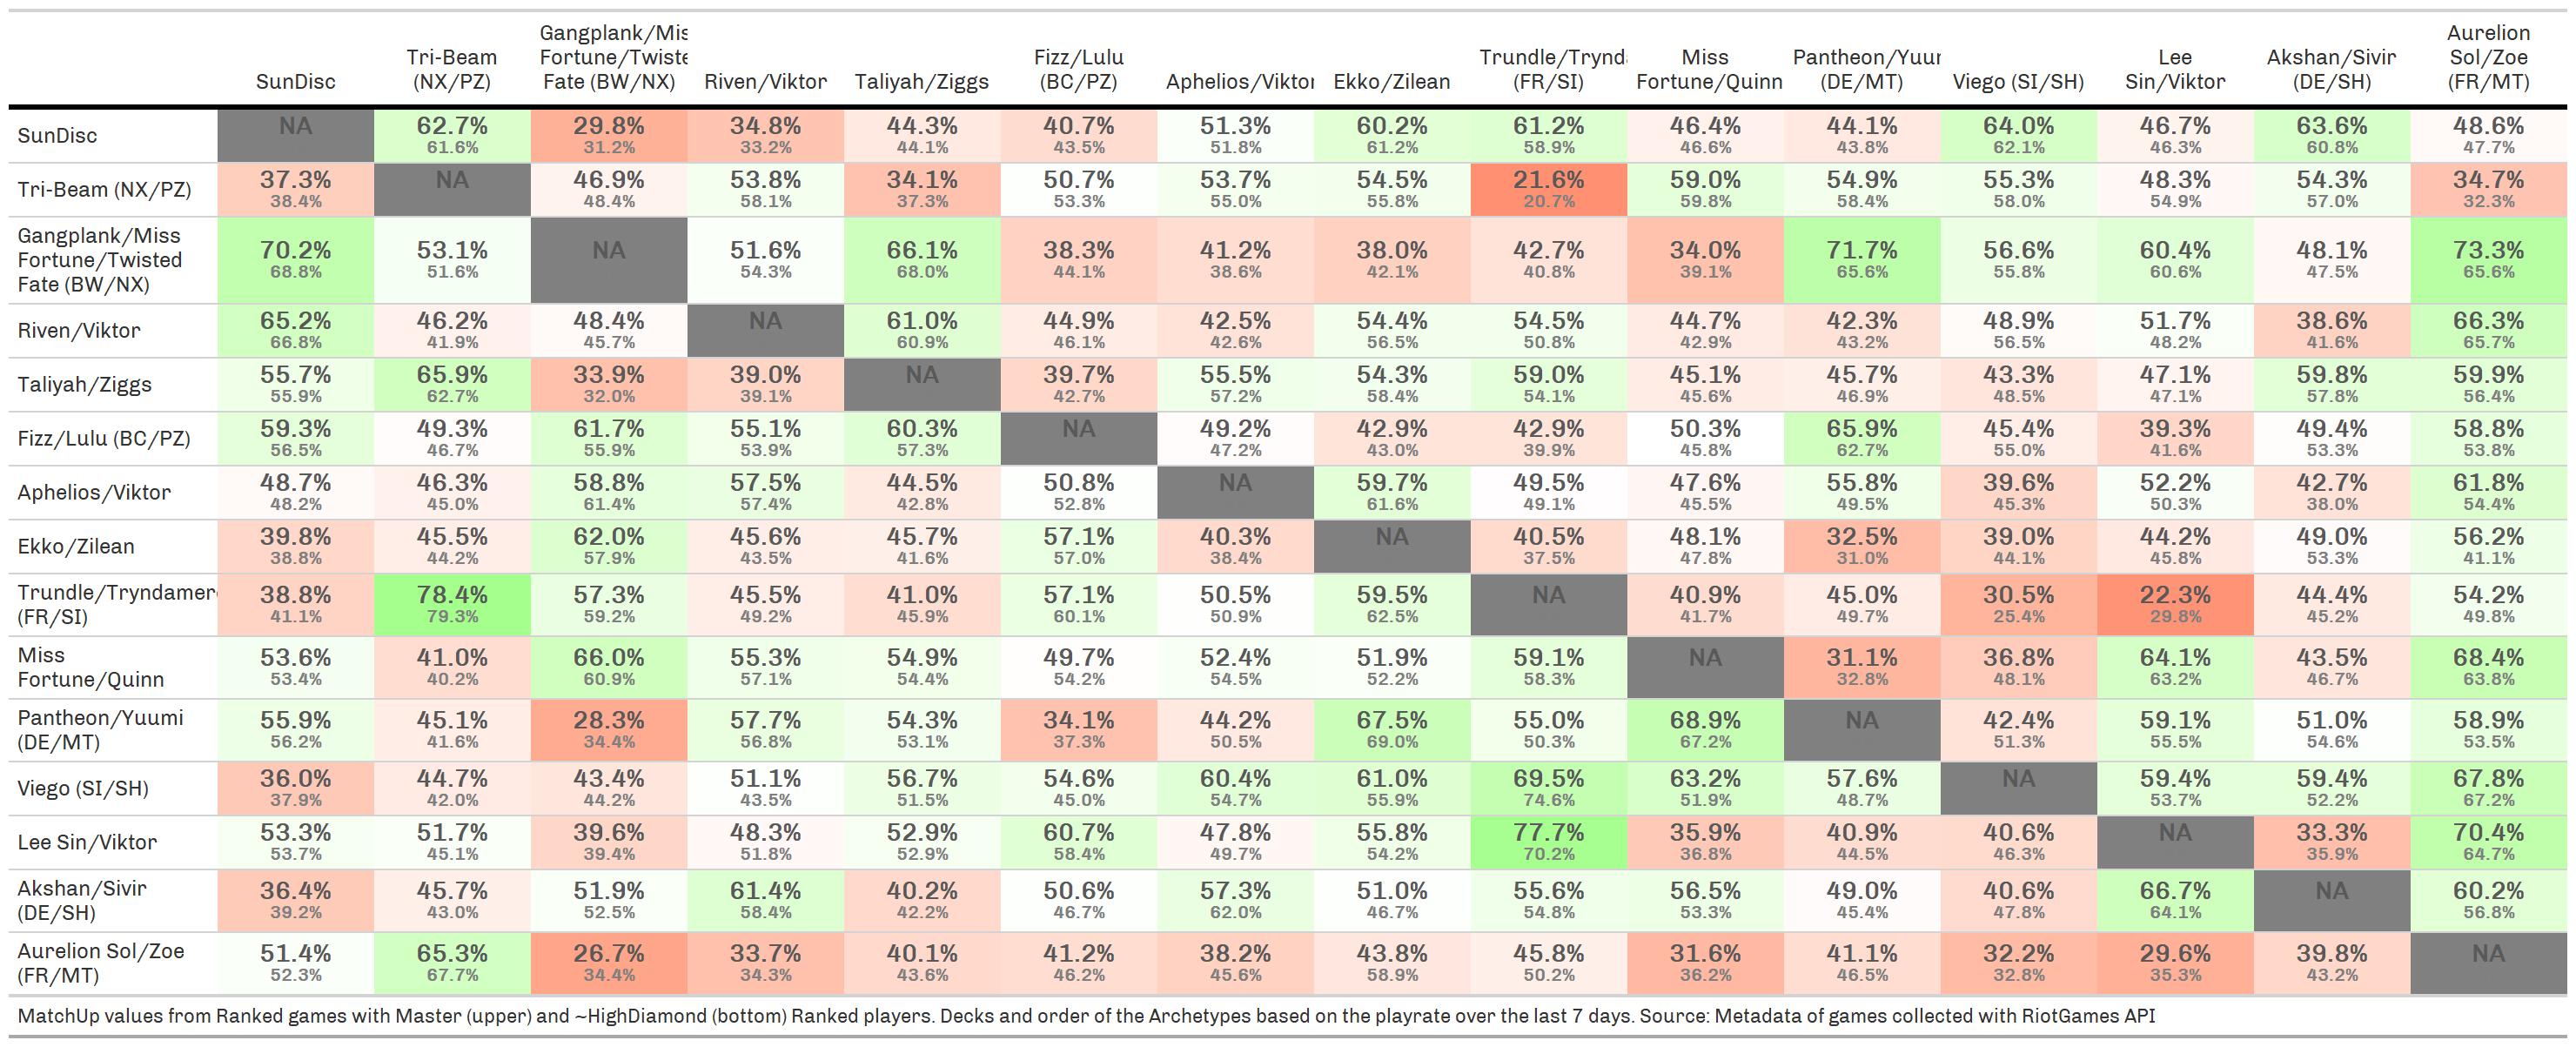 Gangplank/Mis
Aurelion
Tri-Beam Fortune/Twiste Fizz/Lulu Trundle/Trynd Miss Pantheon/Yuur Lee Akshan/Sivir Sol/Zoe
SunDisc (NX/PZ) Fate (BW/NX) Riven/Viktor Taliyah/Ziggs (BC/PZ) Aphelios/Viktor Ekko/Zilean (FR/SI) Fortune/Quinn (DE/MT) Viego (SI/SH) Sin/Viktor (DE/SH) (FR/MT)
SunDisc NA 62.7% 29.8% 34.8% 44.3% 40.7% 51.3% 60.2% 61.2% 46.4% 44.1% 64.0% 46.7% 63.6% 48.6%
61.6% 31.2% 33.2% 44.1% 43.5% 51.8% 61.2% 58.9% 46.6% 43.8% 62.1% 46.3% 60.8% 47.7%
Tri-Beam (NX/PZ) 37.3% NA 46.9% 53.8% 34.1% 50.7% 53.7% 54.5% 21.6% 59.0% 54.9% 55.3% 48.3% 54.3% 34.7%
38.4% 48.4% 58.1% 37.3% 53.3% 55.0% 55.8% 20.7% 59.8% 58.4% 58.0% 54.9% 57.0% 32.3%
Gangplank/Miss
Fortune/Twisted
Fate (BW/NX)
70.2% 53.1% NA 51.6% 66.1% 38.3% 41.2% 38.0% 42.7% 34.0% 71.7% 56.6% 60.4% 48.1% 73.3%
68.8% 51.6% 54.3% 68.0% 44.1% 38.6% 42.1% 40.8% 39.1% 65.6% 55.8% 60.6% 47.5% 65.6%
Riven/Viktor 65.2% 46.2% 48.4% NA 61.0% 44.9% 42.5% 54.4% 54.5% 44.7% 42.3% 48.9% 51.7% 38.6% 66.3%
66.8% 41.9% 45.7% 60.9% 46.1% 42.6% 56.5% 50.8% 42.9% 43.2% 56.5% 48.2% 41.6% 65.7%
Taliyah/Ziggs 55.7% 65.9% 33.9% 39.0% NA 39.7% 55.5% 54.3% 59.0% 45.1% 45.7% 43.3% 47.1% 59.8% 59.9%
55.9% 62.7% 32.0% 39.1% 42.7% 57.2% 58.4% 54.1% 45.6% 46.9% 48.5% 47.1% 57.8% 56.4%
Fizz/Lulu (BC/PZ) 59.3% 49.3% 61.7% 55.1% 60.3% NA 49.2% 42.9% 42.9% 50.3% 65.9% 45.4% 39.3% 49.4% 58.8%
56.5% 46.7% 55.9% 53.9% 57.3% 47.2% 43.0% 39.9% 45.8% 62.7% 55.0% 41.6% 53.3% 53.8%
Aphelios/Viktor 48.7% 46.3% 58.8% 57.5% 44.5% 50.8% NA 59.7% 49.5% 47.6% 55.8% 39.6% 52.2% 42.7% 61.8%
48.2% 45.0% 61.4% 57.4% 42.8% 52.8% 61.6% 49.1% 45.5% 49.5% 45.3% 50.3% 38.0% 54.4%
Ekko/Zilean 39.8% 45.5% 62.0% 45.6% 45.7% 57.1% 40.3% NA 40.5% 48.1% 32.5% 39.0% 44.2% 49.0% 56.2%
38.8% 44.2% 57.9% 43.5% 41.6% 57.0% 38.4% 37.5% 47.8% 31.0% 44.1% 45.8% 53.3% 41.1%
Trundle/Tryndamer
(FR/SI)
38.8% 78.4% 57.3% 45.5% 41.0% 57.1% 50.5% 59.5% NA 40.9% 45.0% 30.5% 22.3% 44.4% 54.2%
41.1% 79.3% 59.2% 49.2% 45.9% 60.1% 50.9% 62.5% 41.7% 49.7% 25.4% 29.8% 45.2% 49.8%
Miss
Fortune/Quinn
53.6% 41.0% 66.0% 55.3% 54.9% 49.7% 52.4% 51.9% 59.1% NA 31.1% 36.8% 64.1% 43.5% 68.4%
53.4% 40.2% 60.9% 57.1% 54.4% 54.2% 54.5% 52.2% 58.3% 32.8% 48.1% 63.2% 46.7% 63.8%
Pantheon/Yuumi
(DE/MT)
55.9% 45.1% 28.3% 57.7% 54.3% 34.1% 44.2% 67.5% 55.0% 68.9% NA 42.4% 59.1% 51.0% 58.9%
56.2% 41.6% 34.4% 56.8% 53.1% 37.3% 50.5% 69.0% 50.3% 67.2% 51.3% 55.5% 54.6% 53.5%
Viego (SI/SH) 36.0% 44.7% 43.4% 51.1% 56.7% 54.6% 60.4% 61.0% 69.5% 63.2% 57.6% NA 59.4% 59.4% 67.8%
37.9% 42.0% 44.2% 43.5% 51.5% 45.0% 54.7% 55.9% 74.6% 51.9% 48.7% 53.7% 52.2% 67.2%
Lee Sin/Viktor 53.3% 51.7% 39.6% 48.3% 52.9% 60.7% 47.8% 55.8% 77.7% 35.9% 40.9% 40.6% NA 33.3% 70.4%
53.7% 45.1% 39.4% 51.8% 52.9% 58.4% 49.7% 54.2% 70.2% 36.8% 44.5% 46.3% 35.9% 64.7%
Akshan/Sivir
(DE/SH)
36.4% 45.7% 51.9% 61.4% 40.2% 50.6% 57.3% 51.0% 55.6% 56.5% 49.0% 40.6% 66.7% NA 60.2%
39.2% 43.0% 52.5% 58.4% 42.2% 46.7% 62.0% 46.7% 54.8% 53.3% 45.4% 47.8% 64.1% 56.8%
Aurelion Sol/Zoe
(FR/MT)
51.4% 65.3% 26.7% 33.7% 40.1% 41.2% 38.2% 43.8% 45.8% 31.6% 41.1% 32.2% 29.6% 39.8% NA
52.3% 67.7% 34.4% 34.3% 43.6% 46.2% 45.6% 58.9% 50.2% 36.2% 46.5% 32.8% 35.3% 43.2%
MatchUp values from Ranked games with Master (upper) and ~HighDiamond (bottom) Ranked players. Decks and order of the Archetypes based on the playrate over the last 7 days. Source: Metadata of games collected with RiotGames API